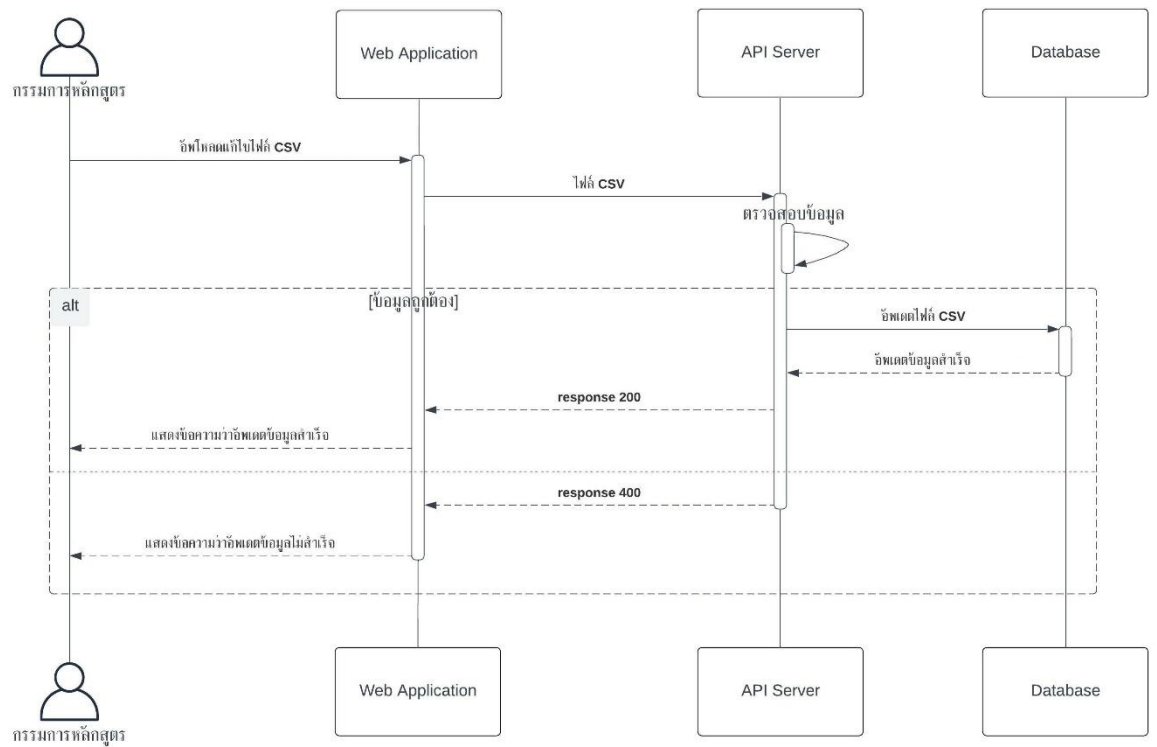 กรรมการหลักสูตร
Web Application
API Server
Database
อัพโหลดแก้ไขไฟล์ CSV
ไฟล์ CSV
ตรวจสอบข้อมูล
alt
[ข้อมูลถูกต้อง]
อัพเดตไฟล์ CSV
อัพเดตข้อมูลสำเร็จ
response 200
แสดงข้อความว่าอัพเดตข้อมูลสำเร็จ
response 400
แสดงข้อความว่าอัพเดตข้อมูลไม่สำเร็จ
กรรมการหลักสูตร
Web Application
API Server
Database